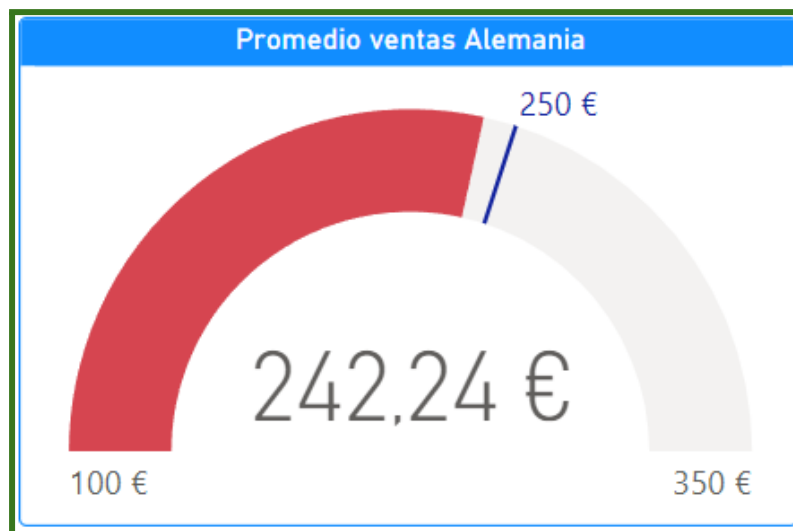 Promedio ventas Alemania
250 €
242,24 €
100 €
350 €